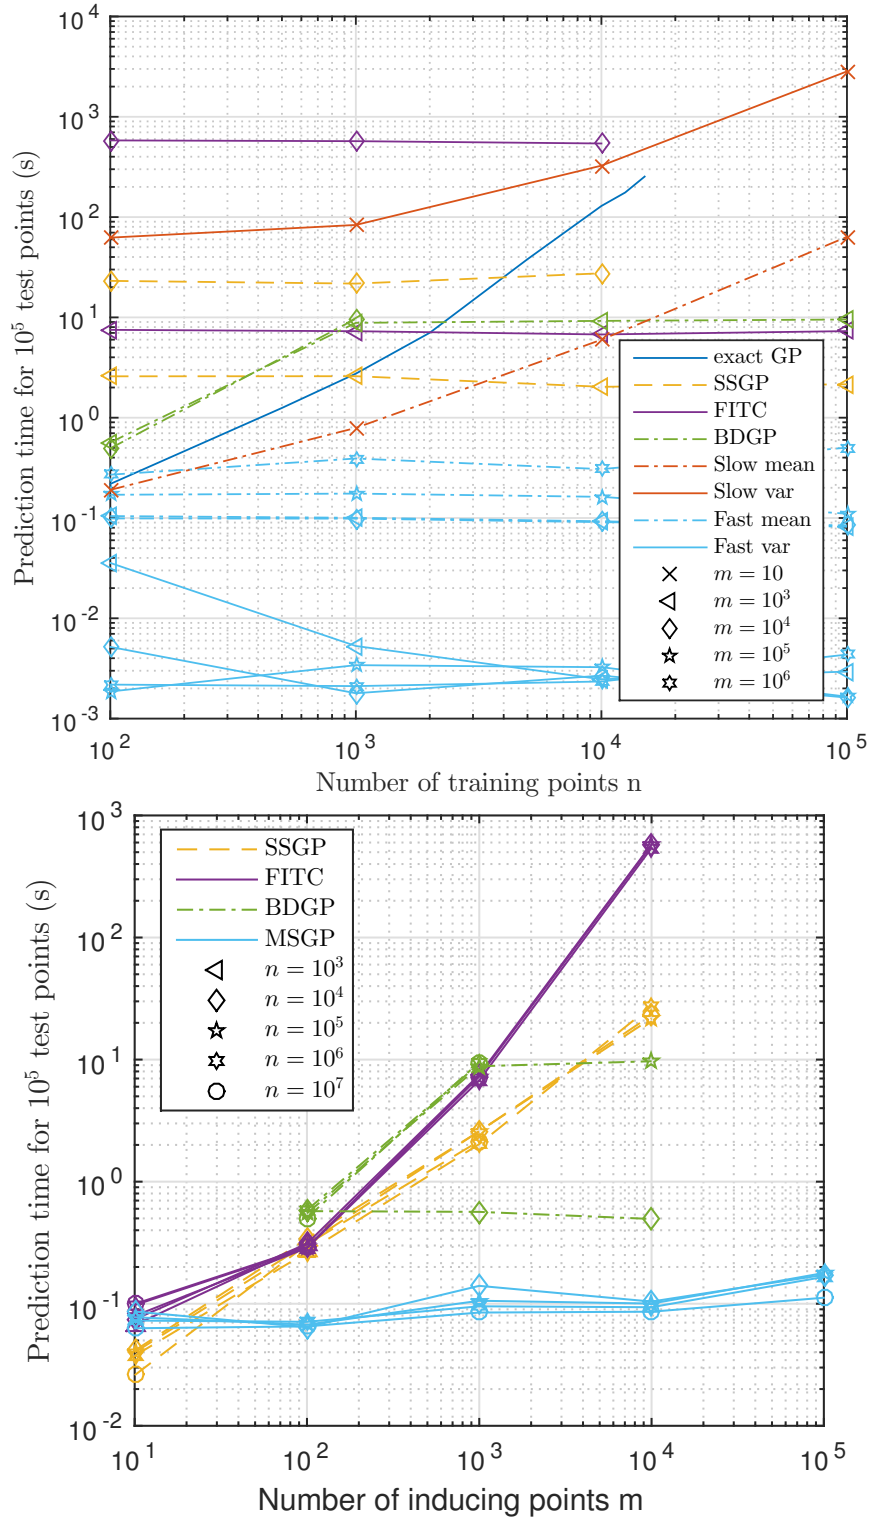 10^4
10^3
10^2
10^1
10^0
10^-1
10^-2
10^-3
Prediction time for 10^5 test points (s)
exact GP
SSGP
FITC
BDGP
Slow mean
Slow var
Fast mean
Fast var
m = 10
m = 10^3
m = 10^4
m = 10^5
m = 10^6
10^2 10^3 10^4 10^5
Number of training points n
10^3
10^2
10^1
10^0
10^-1
10^-2
Prediction time for 10^5 test points (s)
SSGP
FITC
BDGP
MSGP
n = 10^3
n = 10^4
n = 10^5
n = 10^6
n = 10^7
10^1 10^2 10^3 10^4 10^5
Number of inducing points m